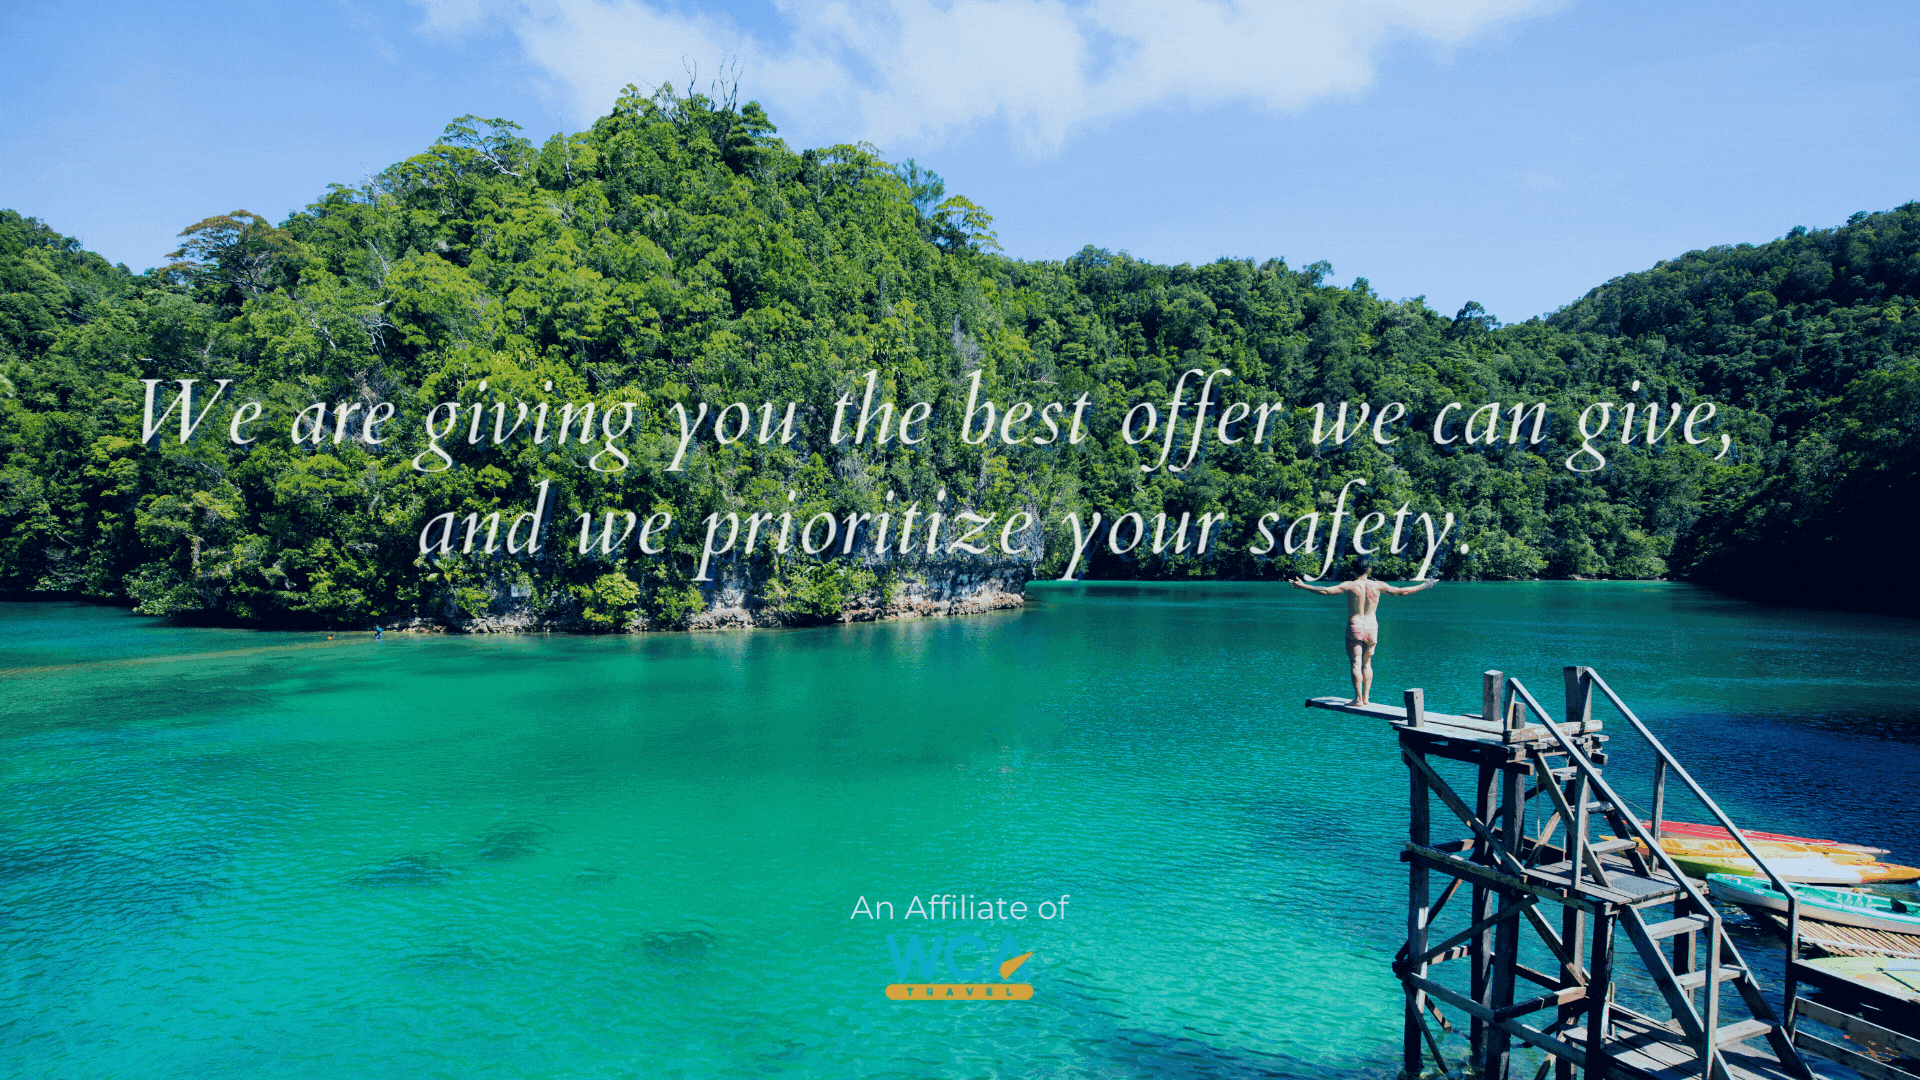 We are giving you the best offer we can give,
and we prioritize your safety.
An Affiliate of
WGA
TRAVEL